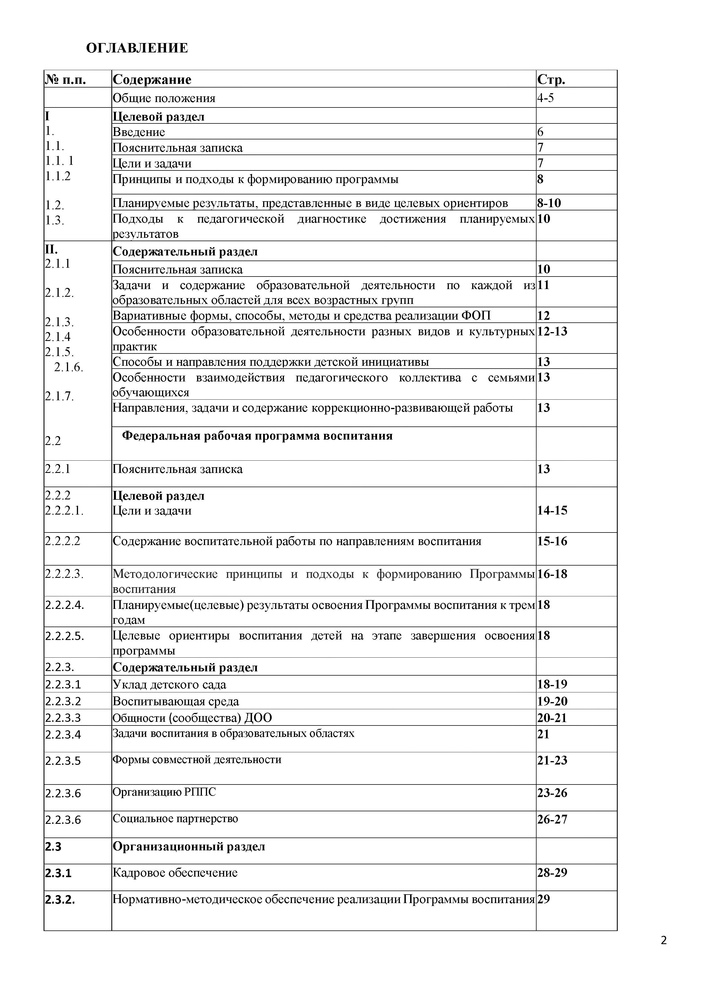 ОГЛАВЛЕНИЕ
№ п.п. Содержание Стр.
Общие положения 4-5
I Целевой раздел
1. Введение 6
1.1. Пояснительная записка 7
1.1. 1 Цели и задачи 7
1.1.2 Принципы и подходы к формированию программы 8
1.2. Планируемые результаты, представленные в виде целевых ориентиров 8-10
1.3. Подходы к педагогической диагностике достижения планируемых 10
результатов
II. Содержательный раздел
2.1.1 Пояснительная записка 10
2.1.2. Задачи и содержание образовательной деятельности по каждой из 11
образовательных областей для всех возрастных групп
2.1.3. Вариативные формы, способы, методы и средства реализации ФОП 12
2.1.4 Особенности образовательной деятельности разных видов и культурных 12-13
практик
2.1.5. Способы и направления поддержки детской инициативы 13
2.1.6. Особенности взаимодействия педагогического коллектива с семьями 13
обучающихся
2.1.7. Направления, задачи и содержание коррекционно-развивающей работы 13
2.2 Федеральная рабочая программа воспитания
2.2.1 Пояснительная записка 13
2.2.2 Целевой раздел
2.2.2.1. Цели и задачи 14-15
2.2.2.2 Содержание воспитательной работы по направлениям воспитания 15-16
2.2.2.3. Методологические принципы и подходы к формированию Программы 16-18
воспитания
2.2.2.4. Планируемые(целевые) результаты освоения Программы воспитания к трем 18
годам
2.2.2.5. Целевые ориентиры воспитания детей на этапе завершения освоения 18
программы
2.2.3. Содержательный раздел
2.2.3.1 Уклад детского сада 18-19
2.2.3.2 Воспитывающая среда 19-20
2.2.3.3 Общности (сообщества) ДОО 20-21
2.2.3.4 Задачи воспитания в образовательных областях 21
2.2.3.5 Формы совместной деятельности 21-23
2.2.3.6 Организацию РППС 23-26
2.2.3.6 Социальное партнерство 26-27
2.3 Организационный раздел
2.3.1 Кадровое обеспечение 28-29
2.3.2. Нормативно-методическое обеспечение реализации Программы воспитания 29
2